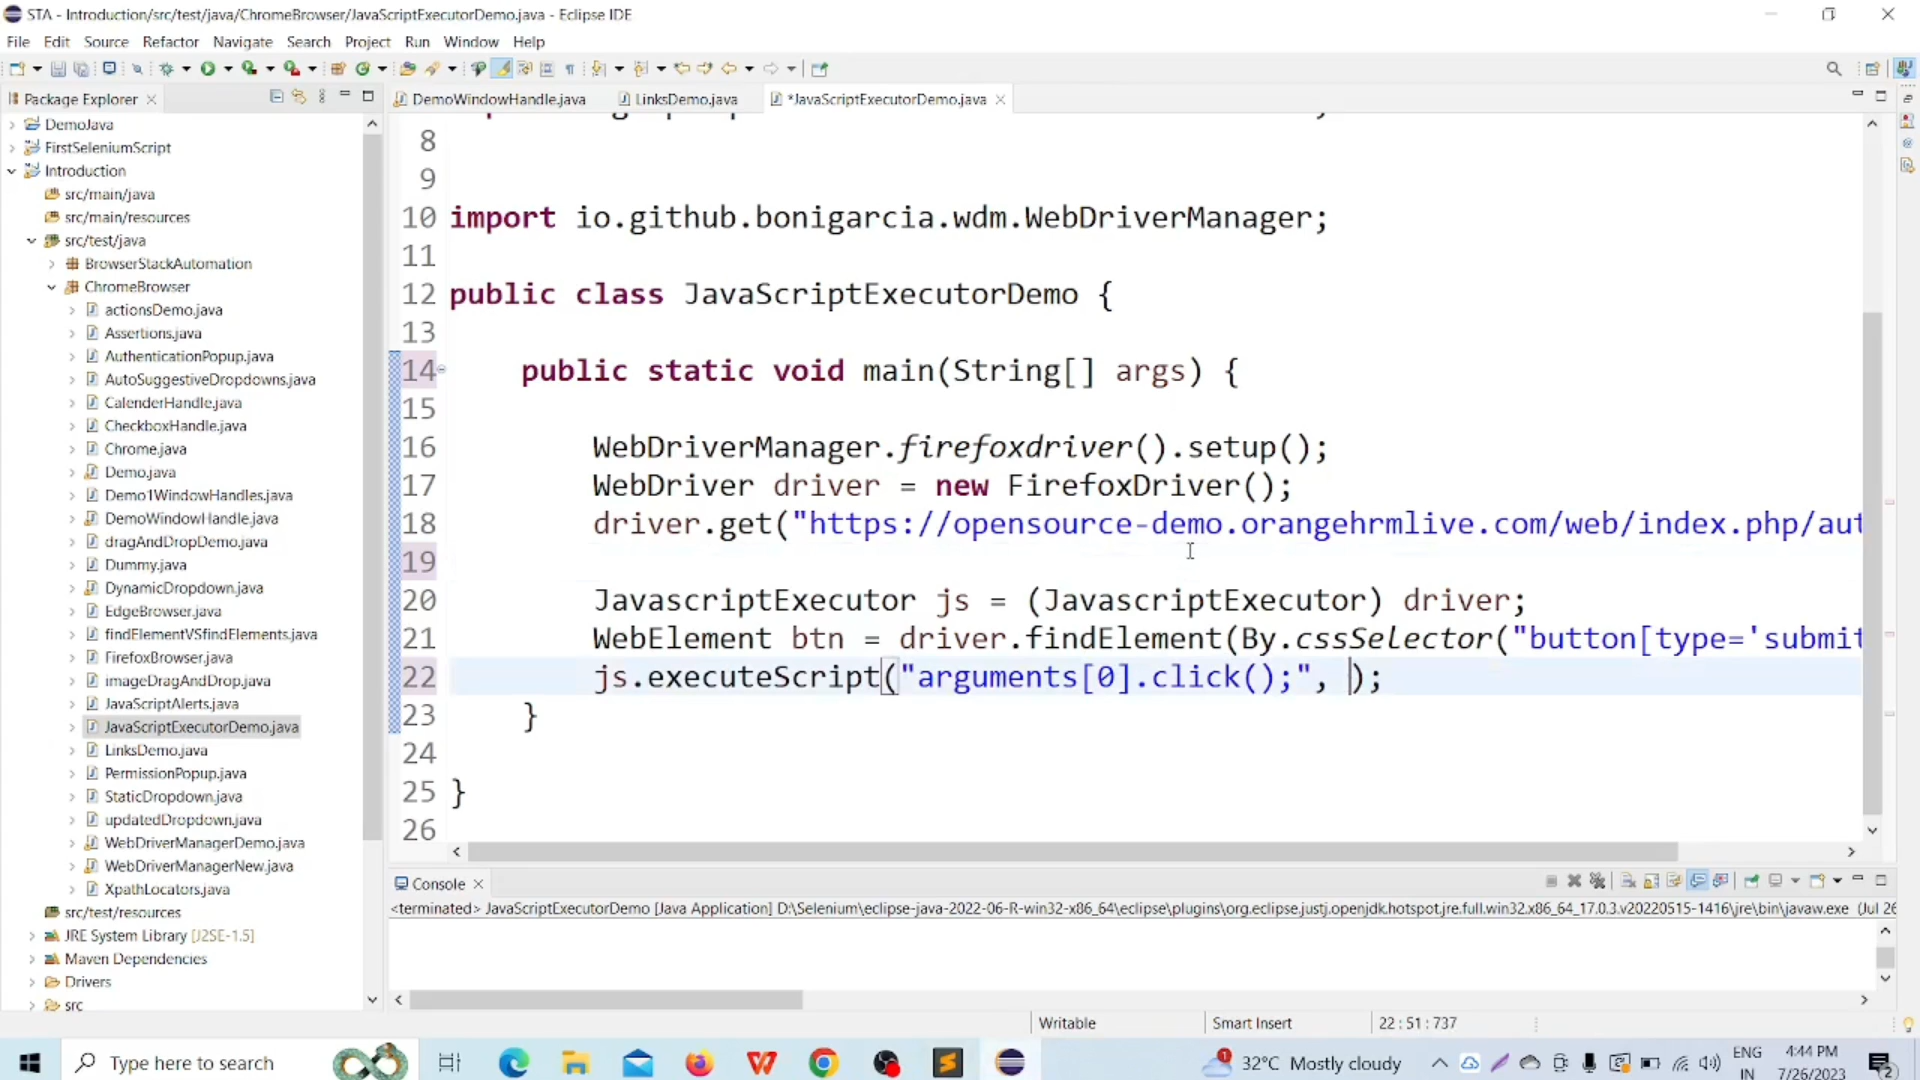 STA - Introduction/src/test/java/ChromeBrowser/JavaScriptExecutorDemo.java - Eclipse IDE
File Edit Source Refactor Navigate Search Project Run Window Help
Package Explorer
DemoWindowHandle.java LinksDemo.java *JavaScriptExecutorDemo.java
DemoJava
FirstSeleniumScript
Introduction
src/main/java
src/main/resources
src/test/java
BrowserStackAutomation
ChromeBrowser
actionsDemo.java
Assertions.java
AuthenticationPopup.java
AutoSuggestiveDropdowns.java
CalenderHandle.java
CheckboxHandle.java
Chrome.java
Demo.java
Demo1WindowHandles.java
DemoWindowHandle.java
dragAndDropDemo.java
Dummy.java
DynamicDropdown.java
EdgeBrowser.java
findElementVSfindElements.java
FirefoxBrowser.java
imageDragAndDrop.java
JavaScriptAlerts.java
JavaScriptExecutorDemo.java
LinksDemo.java
PermissionPopup.java
StaticDropdown.java
updatedDropdown.java
WebDriverManagerDemo.java
WebDriverManagerNew.java
XpathLocators.java
src/test/resources
JRE System Library [J2SE-1.5]
Maven Dependencies
Drivers
src
8
9
10 import io.github.bonigarcia.wdm.WebDriverManager;
11
12 public class JavaScriptExecutorDemo {
13
14 public static void main(String[] args) {
15
16 WebDriverManager.firefoxdriver().setup();
17 WebDriver driver = new FirefoxDriver();
18 driver.get("https://opensource-demo.orangehrmlive.com/web/index.php/aut
19
20 JavascriptExecutor js = (JavascriptExecutor) driver;
21 WebElement btn = driver.findElement(By.cssSelector("button[type='submit
22 js.executeScript("arguments[0].click();", );
23 }
24
25 }
26
Console
<terminated> JavaScriptExecutorDemo [Java Application] D:\Selenium\eclipse-java-2022-06-R-win32-x86_64\eclipse\plugins\org.eclipse.justj.openjdk.hotspot.jre.full.win32.x86_64_17.0.3.v20220515-1416\jre\bin\javaw.exe (Jul 26
Writable Smart Insert 22 : 51 : 737
Type here to search
32°C Mostly cloudy
ENG
IN
4:44 PM
7/26/2023